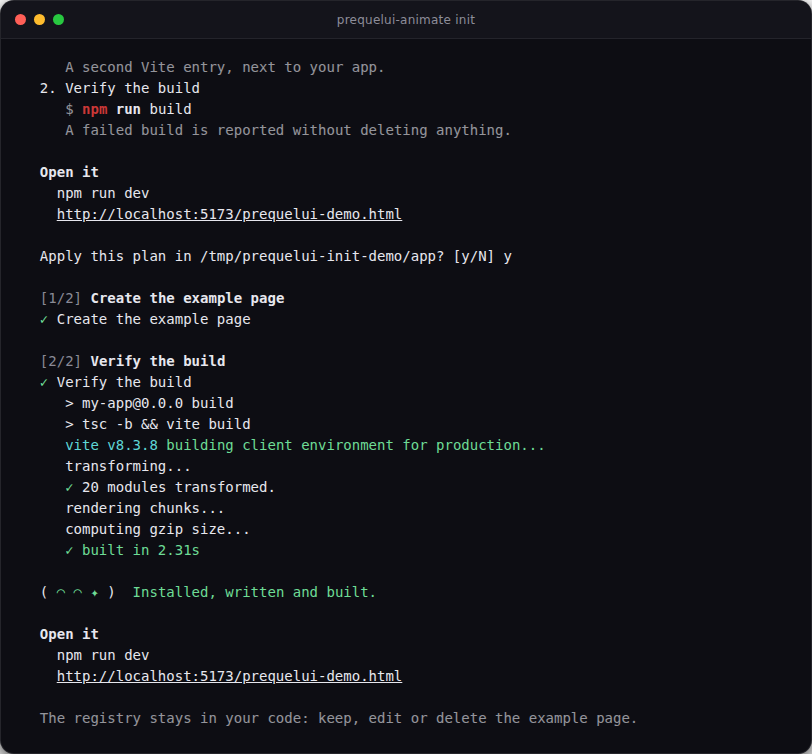 prequelui-animate init
A second Vite entry, next to your app.
2. Verify the build
$ npm run build
A failed build is reported without deleting anything.
Open it
npm run dev
http://localhost:5173/prequelui-demo.html
Apply this plan in /tmp/prequelui-init-demo/app? [y/N] y
[1/2] Create the example page
✓ Create the example page
[2/2] Verify the build
✓ Verify the build
> my-app@0.0.0 build
> tsc -b && vite build
vite v8.3.8 building client environment for production...
transforming...
✓ 20 modules transformed.
rendering chunks...
computing gzip size...
✓ built in 2.31s
( ◠ ◠ ✦ )  Installed, written and built.
Open it
npm run dev
http://localhost:5173/prequelui-demo.html
The registry stays in your code: keep, edit or delete the example page.